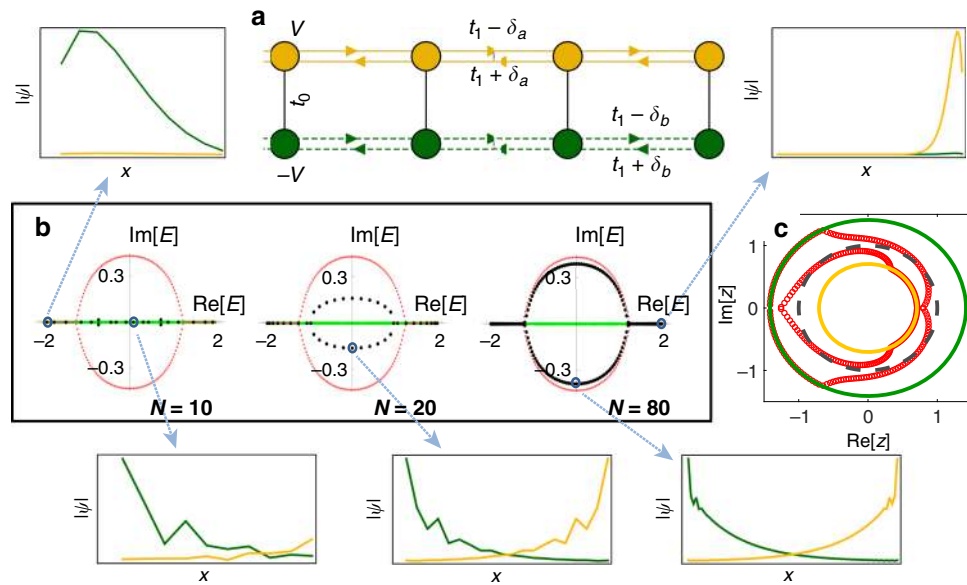 a
V
t₁ − δₐ
t₁ + δₐ
t₀
t₁ − δ_b
t₁ + δ_b
−V
|ψ|
x
|ψ|
x
b
Im[E]
0.3
Re[E]
−2
2
−0.3
N = 10
Im[E]
0.3
Re[E]
−2
2
−0.3
N = 20
Im[E]
0.3
Re[E]
−2
2
−0.3
N = 80
c
Im[z]
1
0
−1
−1
0
1
Re[z]
|ψ|
x
|ψ|
x
|ψ|
x